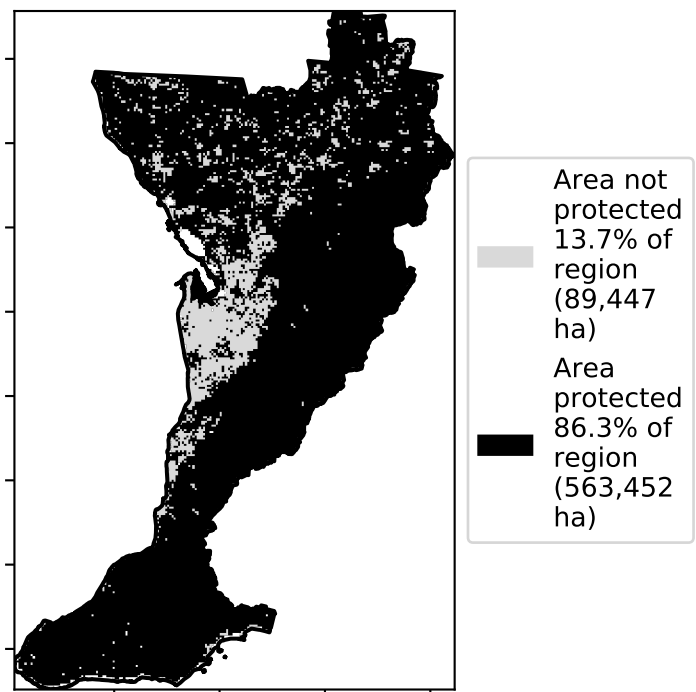 Area not
protected
13.7% of
region
(89,447
ha)
Area
protected
86.3% of
region
(563,452
ha)